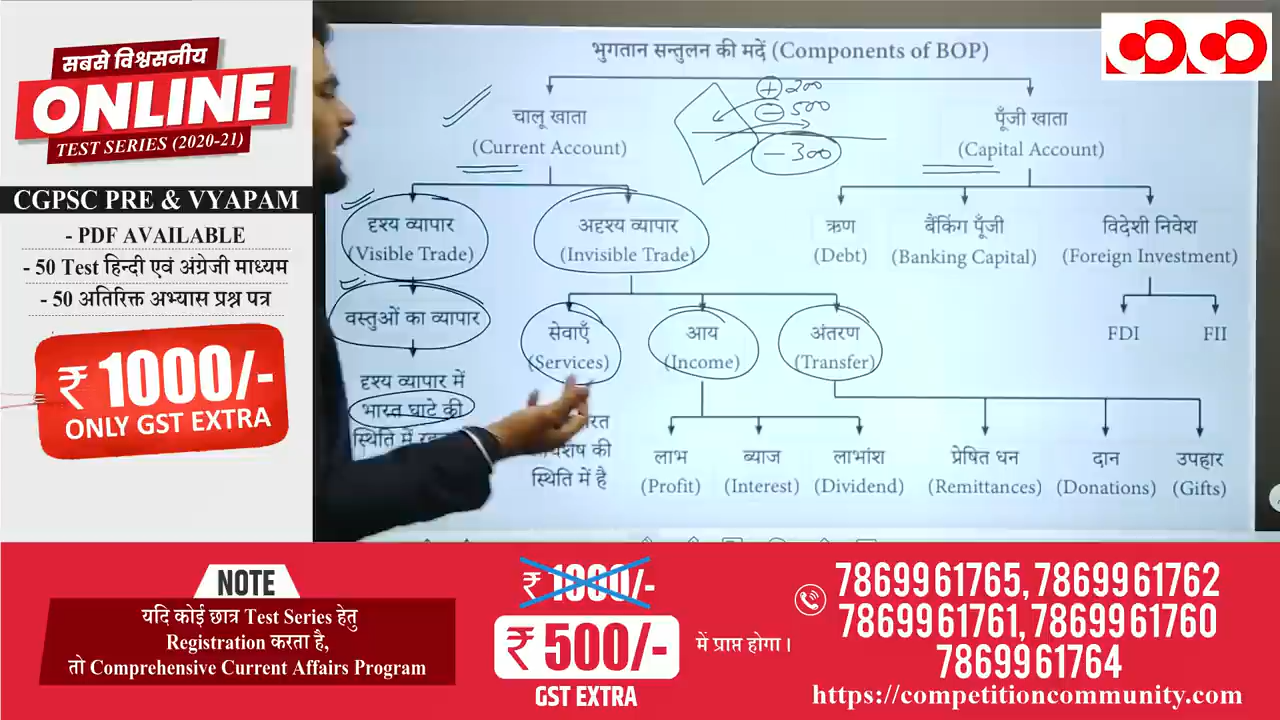 सबसे विश्वसनीय
ONLINE
TEST SERIES (2020-21)
CGPSC PRE & VYAPAM
- PDF AVAILABLE
- 50 Test हिन्दी एवं अंग्रेजी माध्यम
- 50 अतिरिक्त अभ्यास प्रश्न पत्र
₹ 1000/-
ONLY GST EXTRA
भुगतान सन्तुलन की मदें (Components of BOP)
+ 200
- 500
- 300
चालू खाता
(Current Account)
पूँजी खाता
(Capital Account)
दृश्य व्यापार
(Visible Trade)
अदृश्य व्यापार
(Invisible Trade)
ऋण
(Debt)
बैंकिंग पूँजी
(Banking Capital)
विदेशी निवेश
(Foreign Investment)
वस्तुओं का व्यापार
सेवाएँ
(Services)
आय
(Income)
अंतरण
(Transfer)
FDI
FII
दृश्य व्यापार में
भारत घाटे की
स्थिति में
की
स्थिति में है
लाभ
(Profit)
ब्याज
(Interest)
लाभांश
(Dividend)
प्रेषित धन
(Remittances)
दान
(Donations)
उपहार
(Gifts)
NOTE
यदि कोई छात्र Test Series हेतु
Registration करता है,
तो Comprehensive Current Affairs Program
₹ 1000/-
₹ 500/-
GST EXTRA
में प्राप्त होगा।
7869961765, 7869961762
7869961761, 7869961760
7869961764
https://competitioncommunity.com